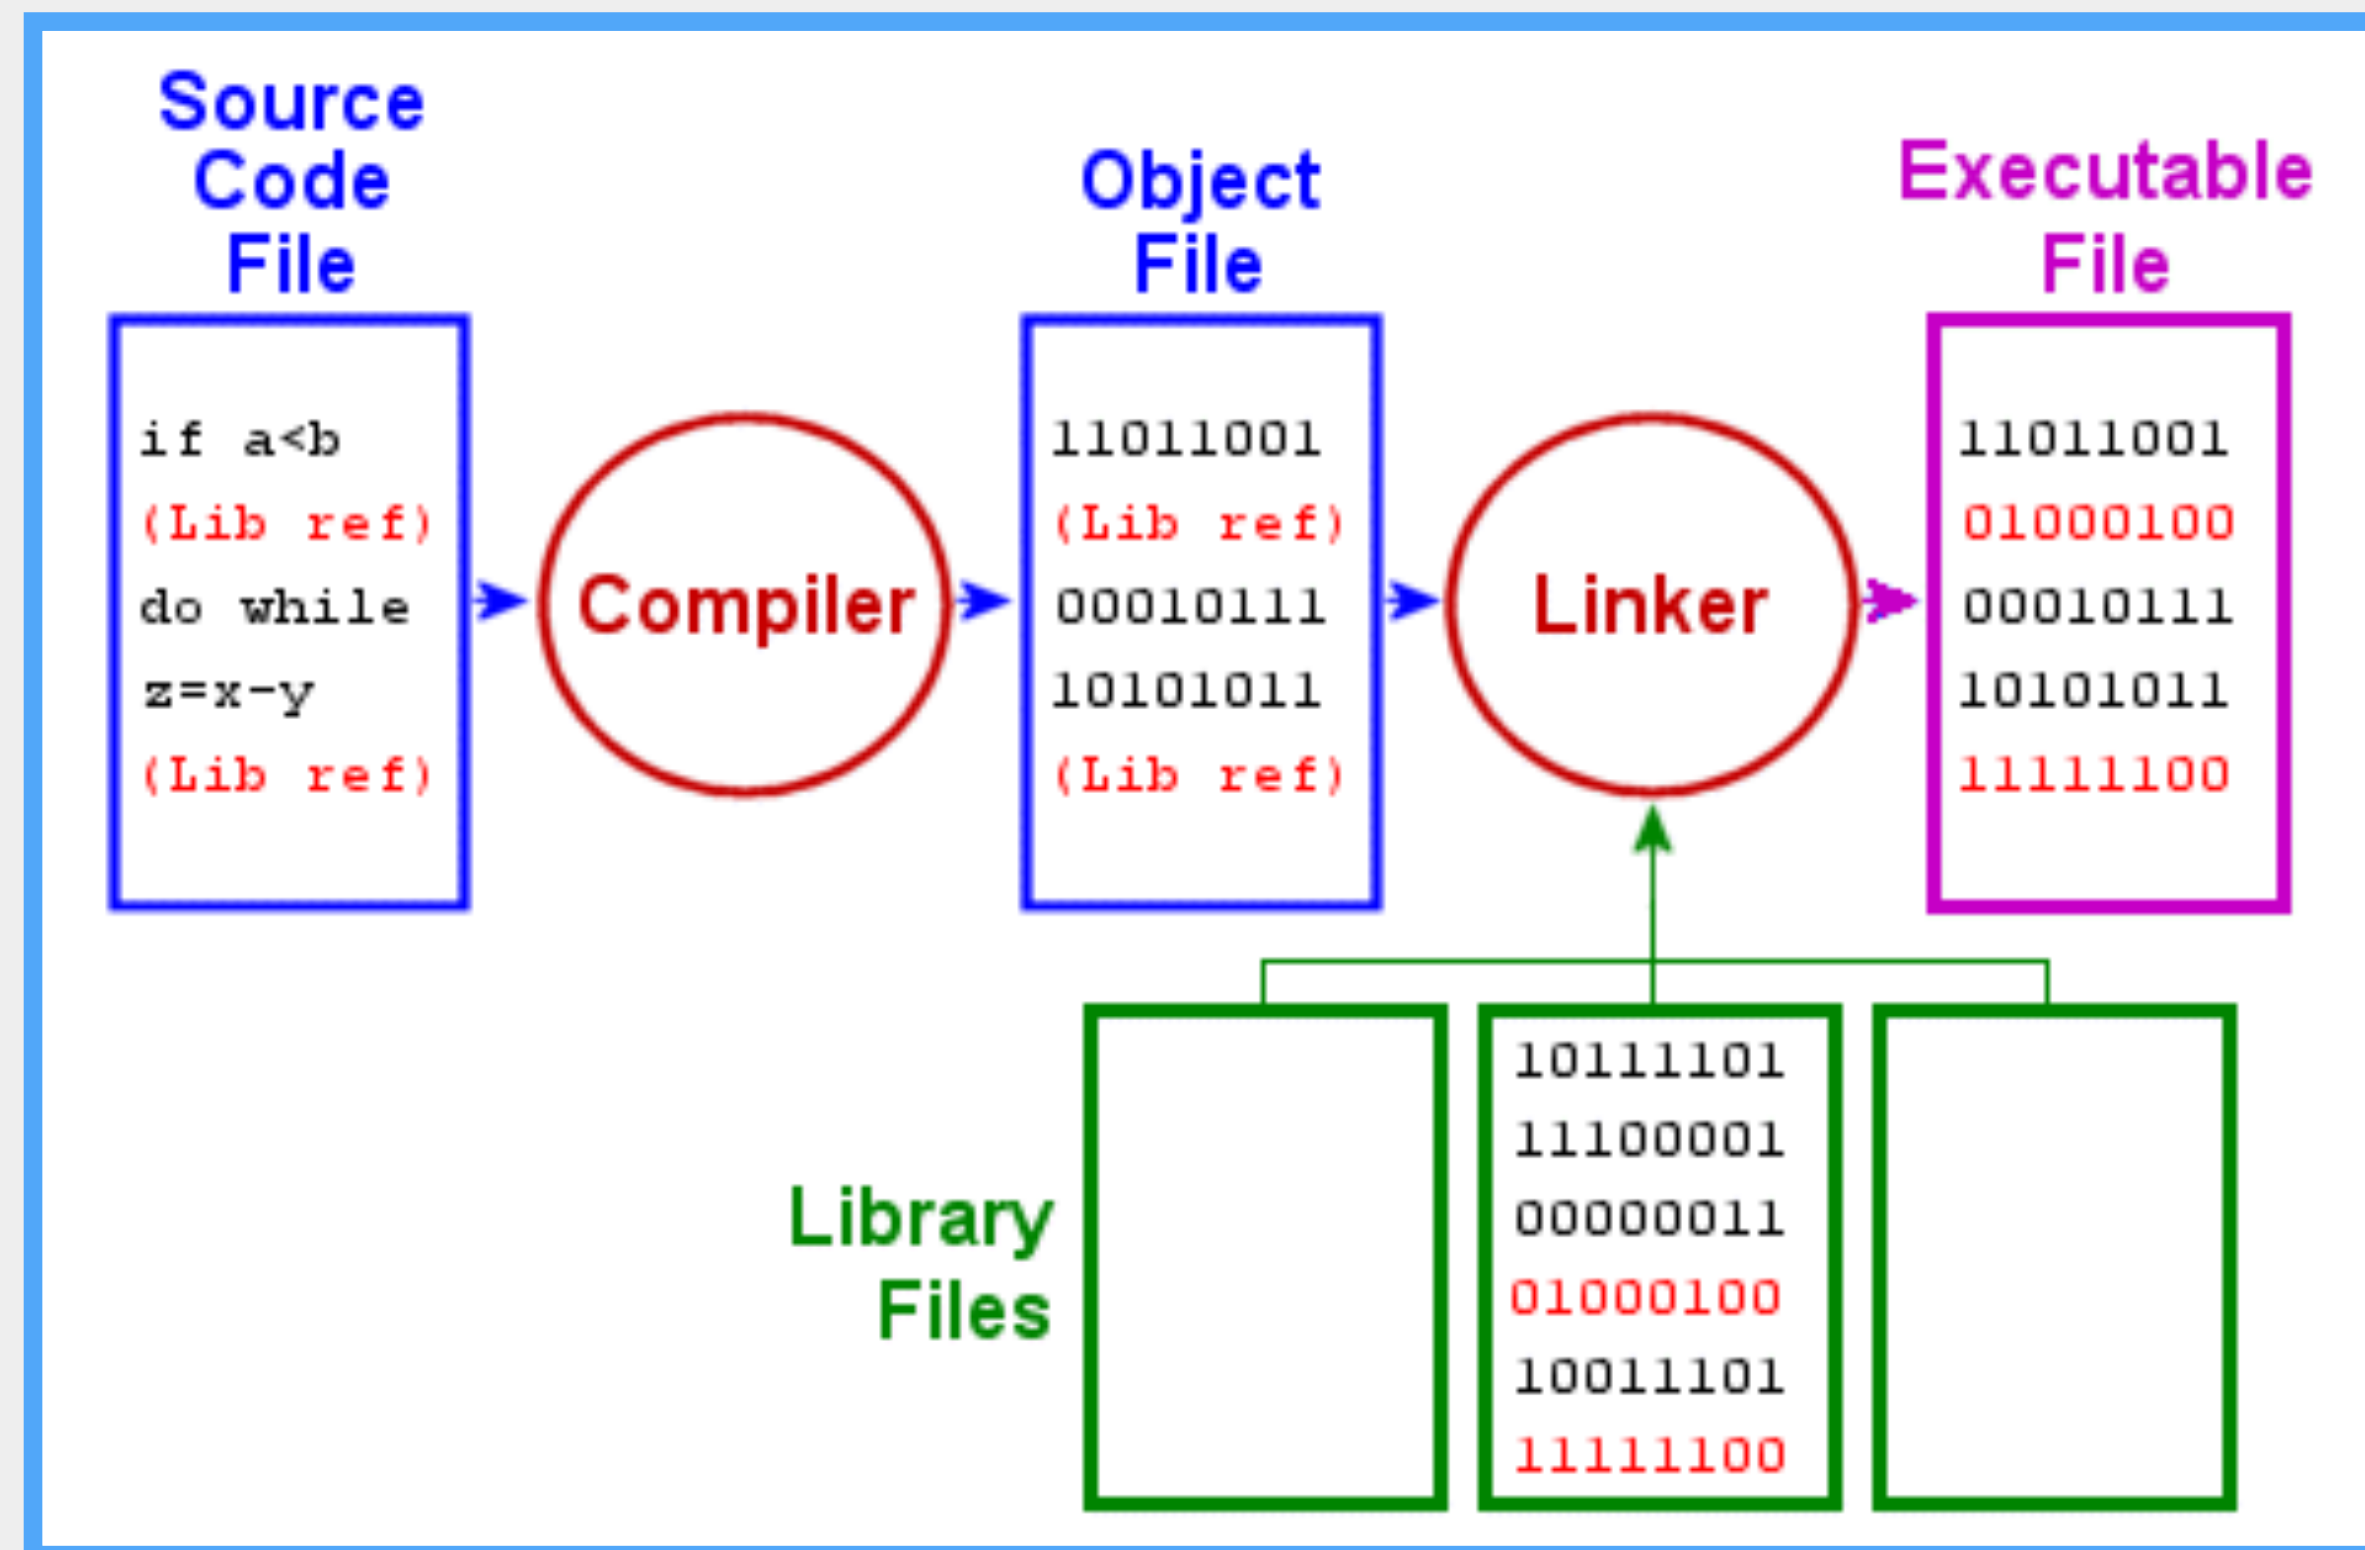 Source
Code
File
if a<b
(Lib ref)
do while
z=x-y
(Lib ref)
Compiler
Object
File
11011001
(Lib ref)
00010111
10101011
(Lib ref)
Linker
Executable
File
11011001
01000100
00010111
10101011
11111100
Library
Files
10111101
11100001
00000011
01000100
10011101
11111100